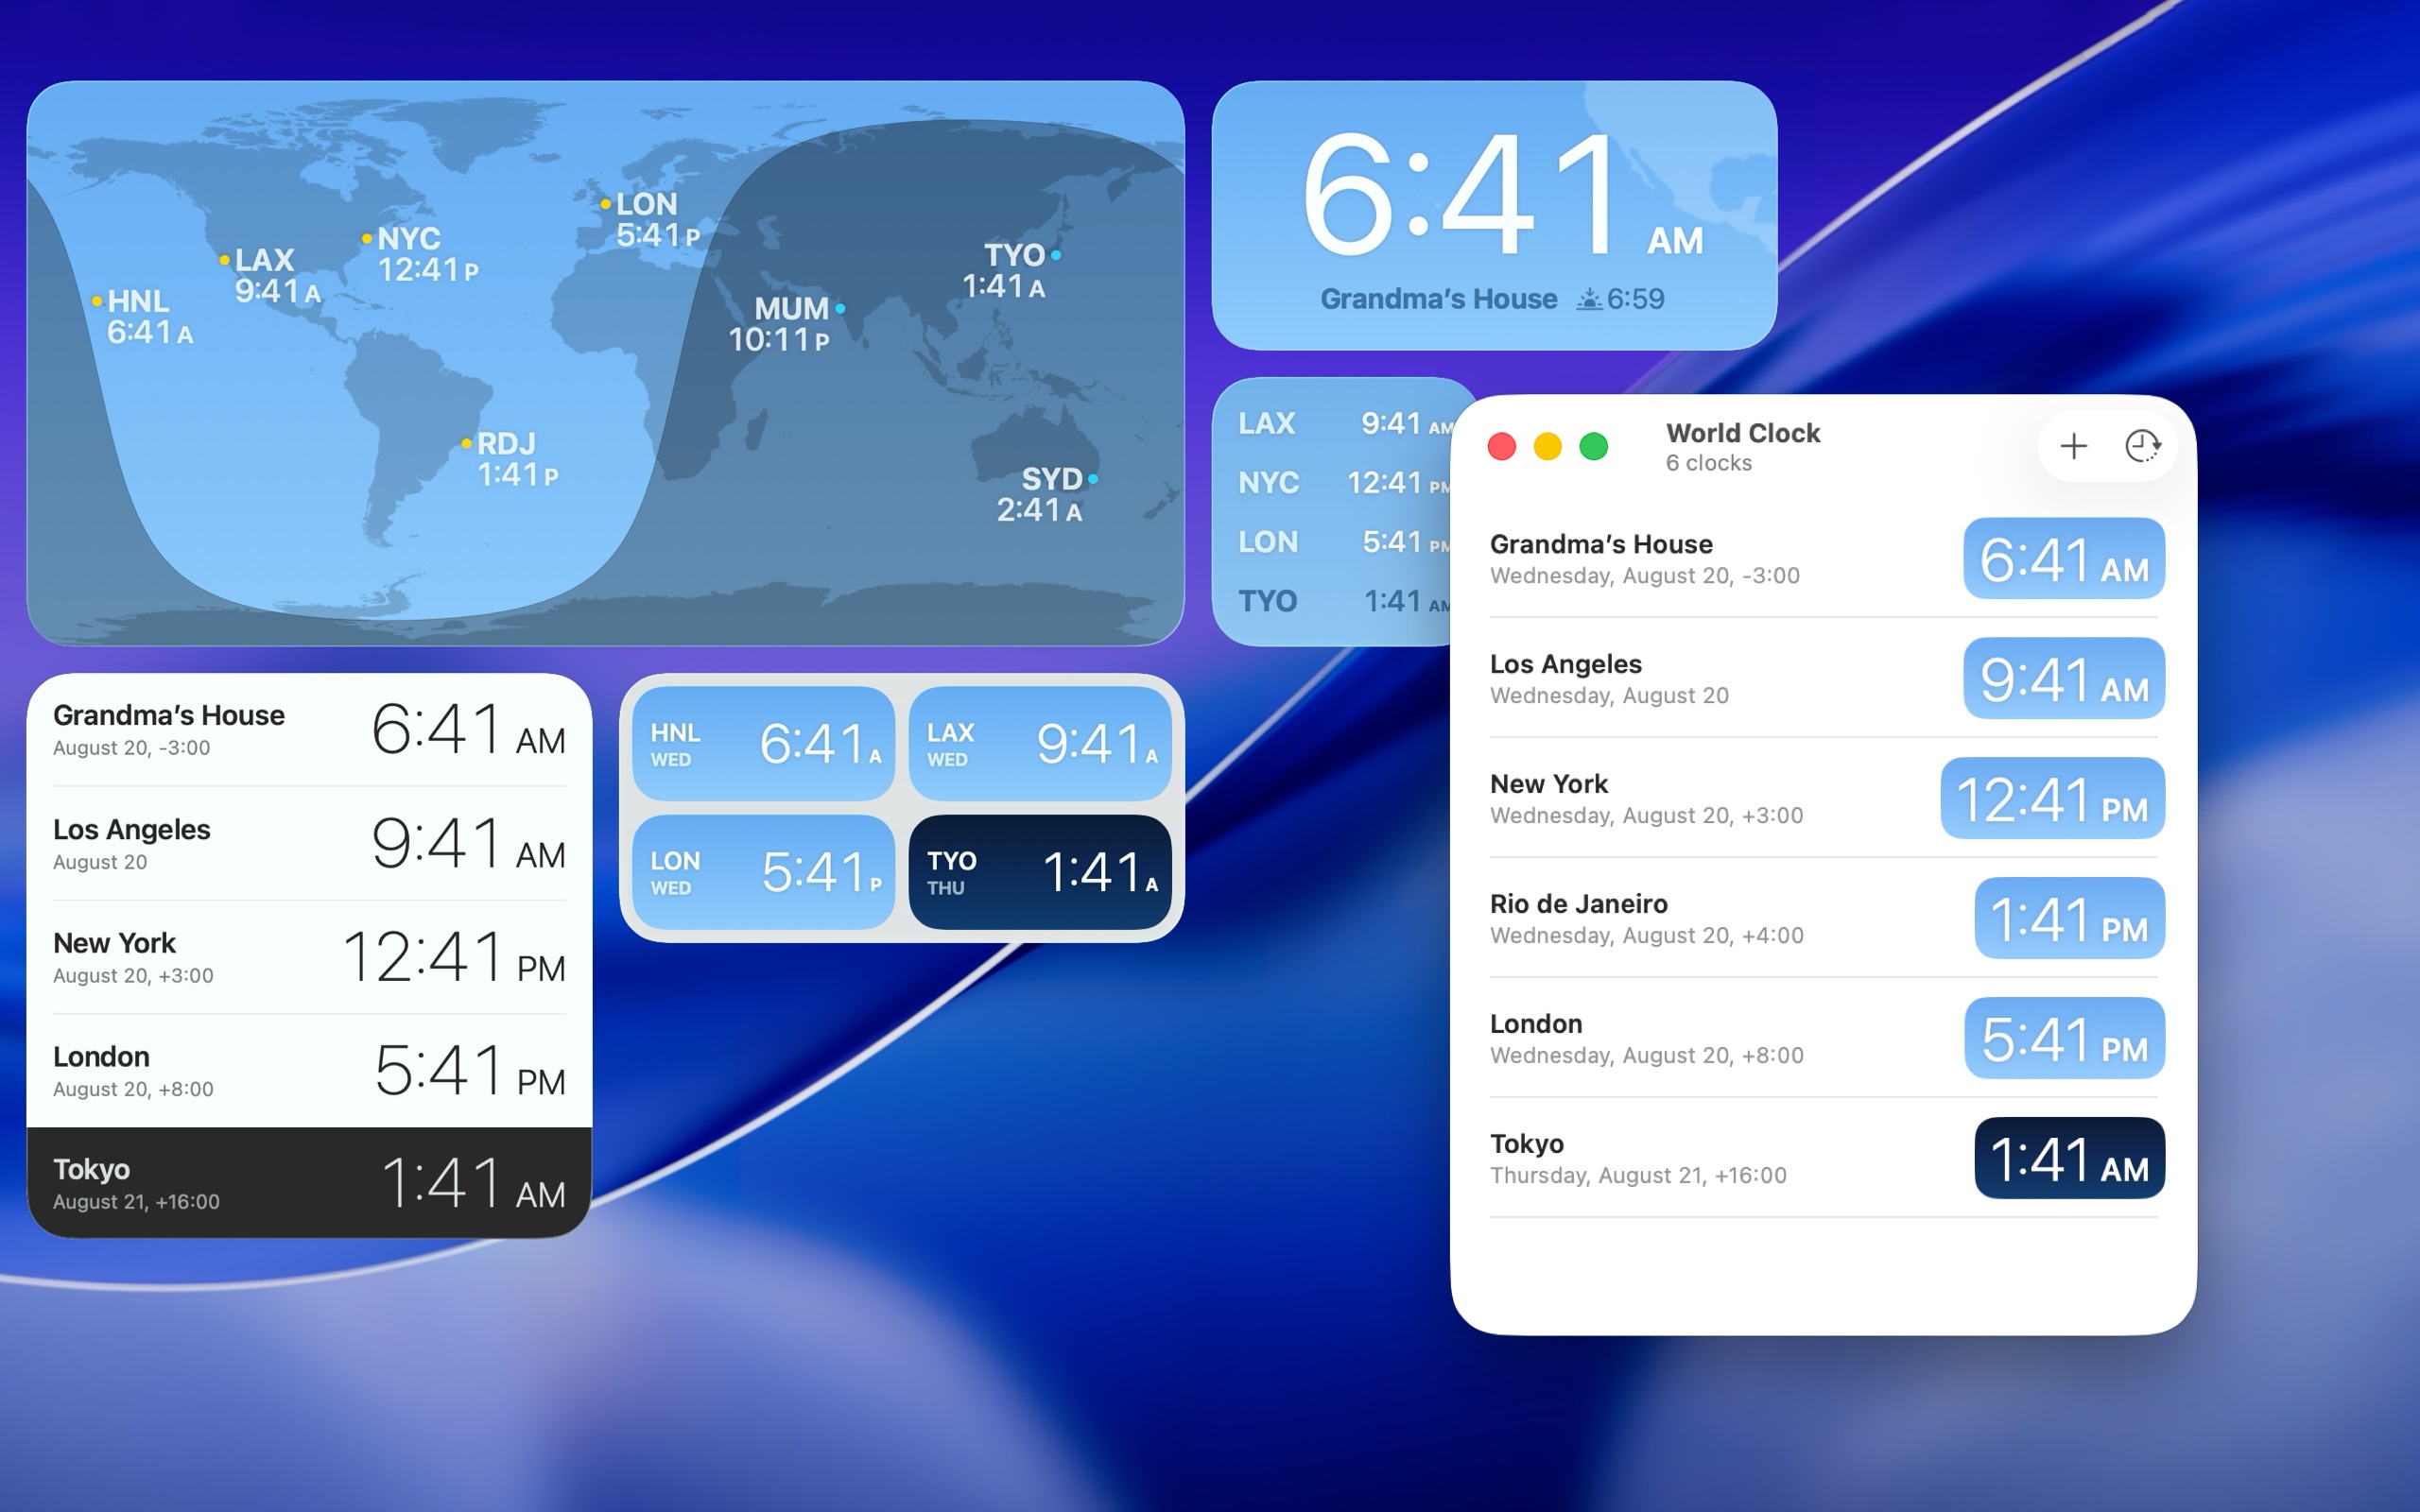 LON
5:41 P
NYC
12:41 P
LAX
9:41 A
TYO
1:41 A
HNL
6:41 A
MUM
10:11 P
RDJ
1:41 P
SYD
2:41 A
6:41 AM
Grandma’s House 6:59
LAX 9:41 AM
NYC 12:41 PM
LON 5:41 PM
TYO 1:41 AM
Grandma’s House 6:41 AM
August 20, -3:00
Los Angeles 9:41 AM
August 20
New York 12:41 PM
August 20, +3:00
London 5:41 PM
August 20, +8:00
Tokyo 1:41 AM
August 21, +16:00
HNL 6:41 A
WED
LAX 9:41 A
WED
LON 5:41 P
WED
TYO 1:41 A
THU
World Clock
6 clocks
Grandma’s House 6:41 AM
Wednesday, August 20, -3:00
Los Angeles 9:41 AM
Wednesday, August 20
New York 12:41 PM
Wednesday, August 20, +3:00
Rio de Janeiro 1:41 PM
Wednesday, August 20, +4:00
London 5:41 PM
Wednesday, August 20, +8:00
Tokyo 1:41 AM
Thursday, August 21, +16:00